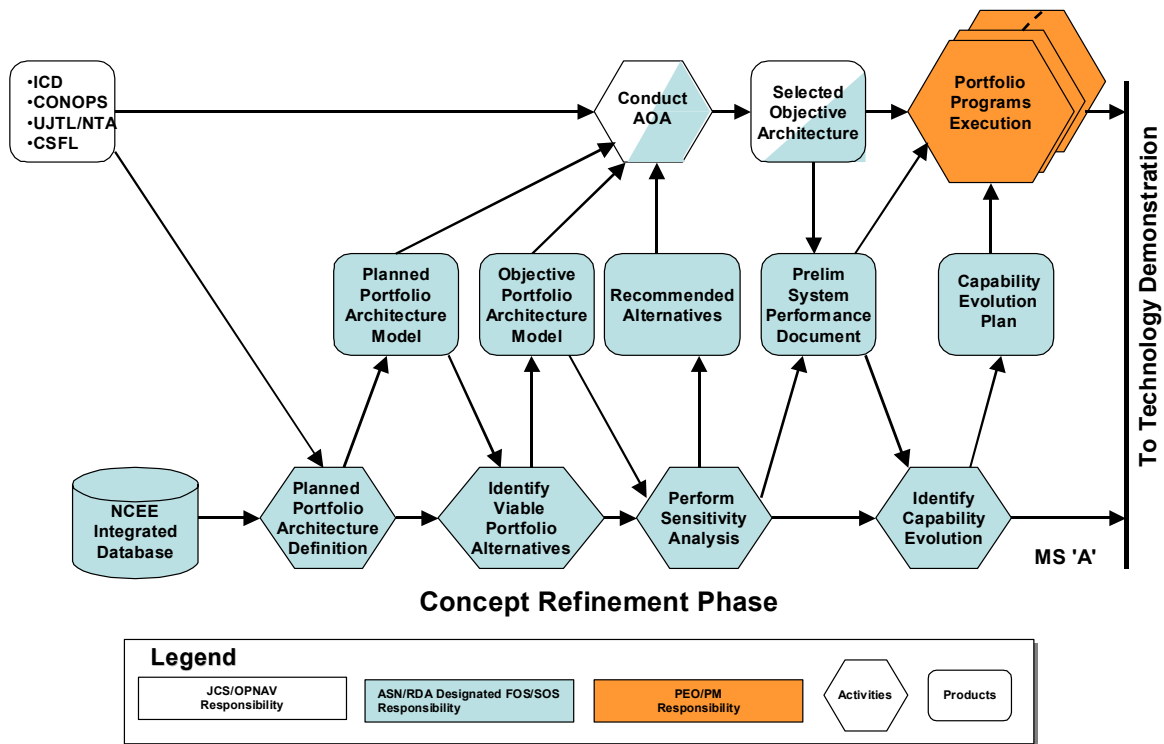 •ICD
•CONOPS
•UJTL/NTA
•CSFL
Conduct
AOA
Selected
Objective
Architecture
Portfolio
Programs
Execution
Planned
Portfolio
Architecture
Model
Objective
Portfolio
Architecture
Model
Recommended
Alternatives
Prelim
System
Performance
Document
Capability
Evolution
Plan
To Technology Demonstration
NCEE
Integrated
Database
Planned
Portfolio
Architecture
Definition
Identify
Viable
Portfolio
Alternatives
Perform
Sensitivity
Analysis
Identify
Capability
Evolution
MS 'A'
Concept Refinement Phase
Legend
JCS/OPNAV
Responsibility
ASN/RDA Designated FOS/SOS
Responsibility
PEO/PM
Responsibility
Activities
Products